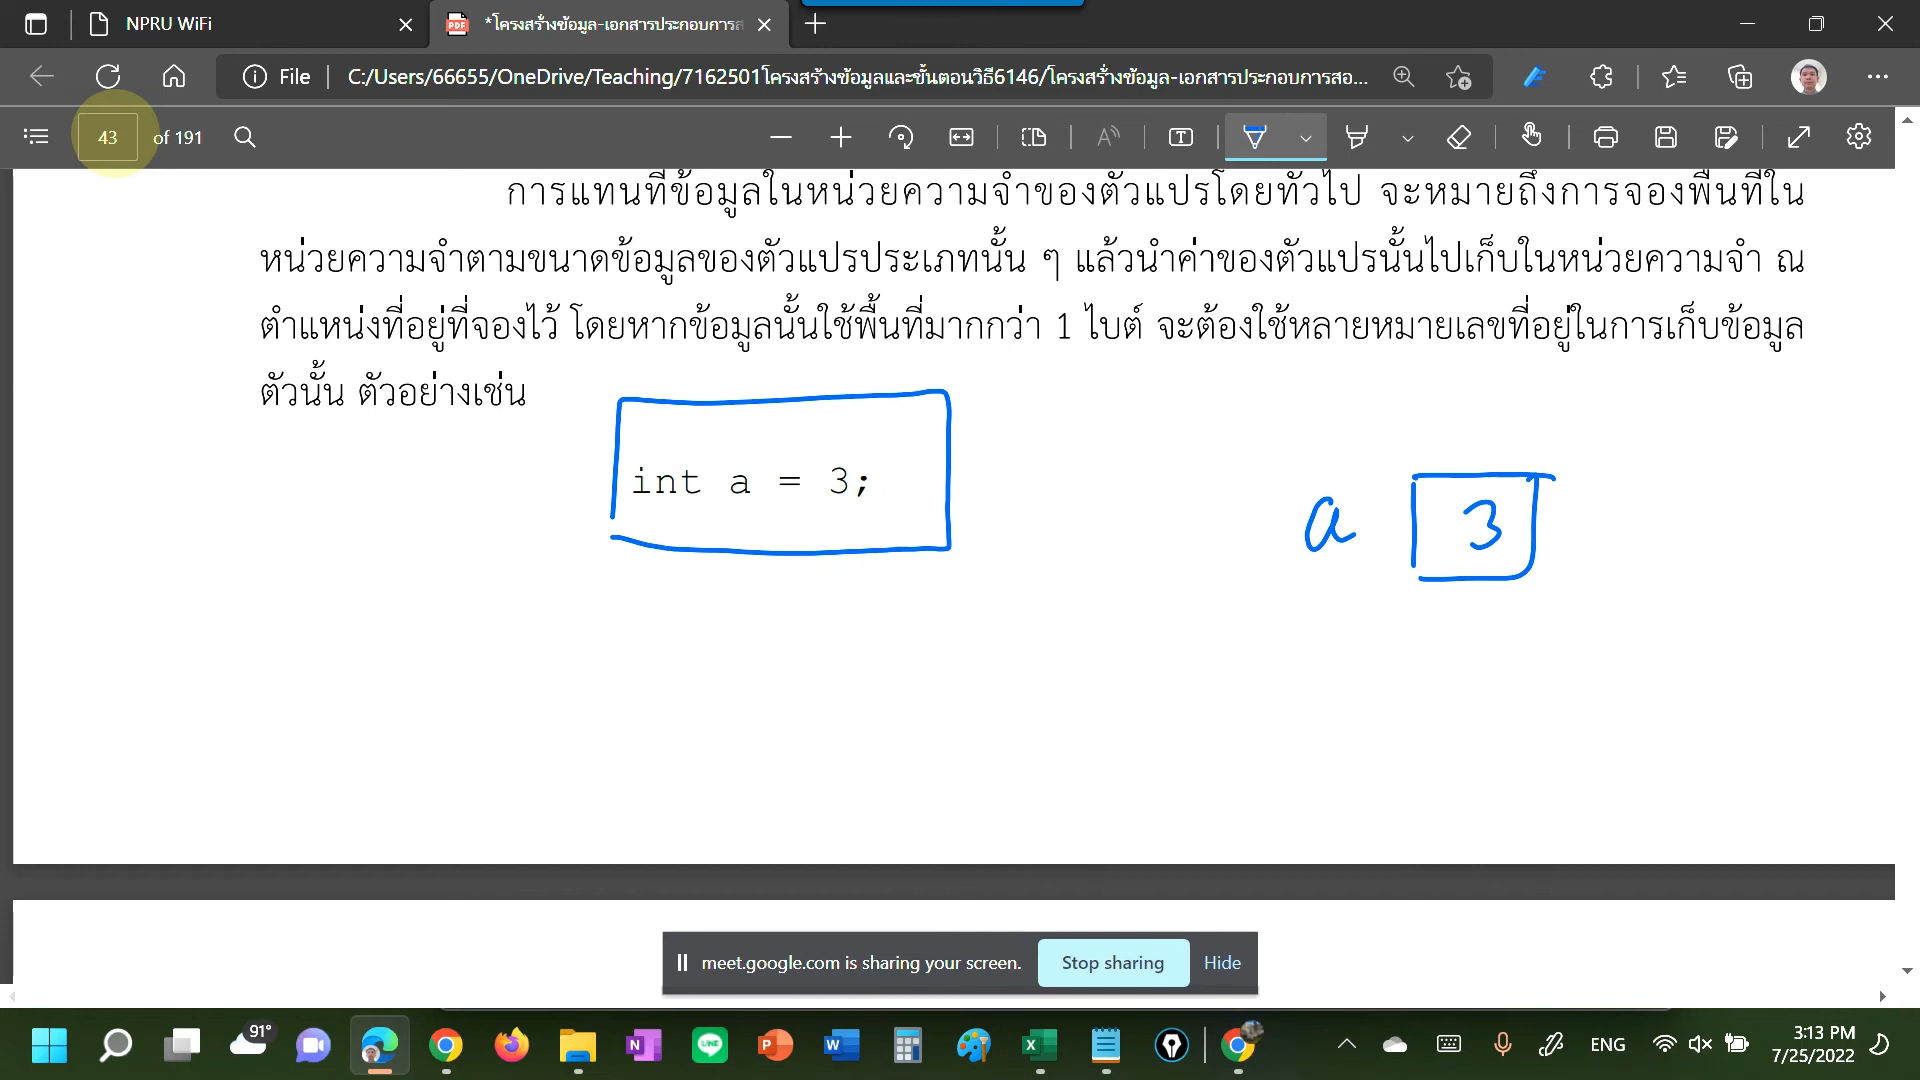 NPRU WiFi
*โครงสร้างข้อมูล-เอกสารประกอบการส
File
C:/Users/66655/OneDrive/Teaching/7162501โครงสร้างข้อมูลและขั้นตอนวิธี6146/โครงสร้างข้อมูล-เอกสารประกอบการสอ...
43 of 191
การแทนที่ข้อมูลในหน่วยความจำของตัวแปรโดยทั่วไป จะหมายถึงการจองพื้นที่ใน
หน่วยความจำตามขนาดข้อมูลของตัวแปรประเภทนั้น ๆ แล้วนำค่าของตัวแปรนั้นไปเก็บในหน่วยความจำ ณ
ตำแหน่งที่อยู่ที่จองไว้ โดยหากข้อมูลนั้นใช้พื้นที่มากกว่า 1 ไบต์ จะต้องใช้หลายหมายเลขที่อยู่ในการเก็บข้อมูล
ตัวนั้น ตัวอย่างเช่น
int a = 3;
a 3
meet.google.com is sharing your screen. Stop sharing Hide
91°
ENG
3:13 PM
7/25/2022